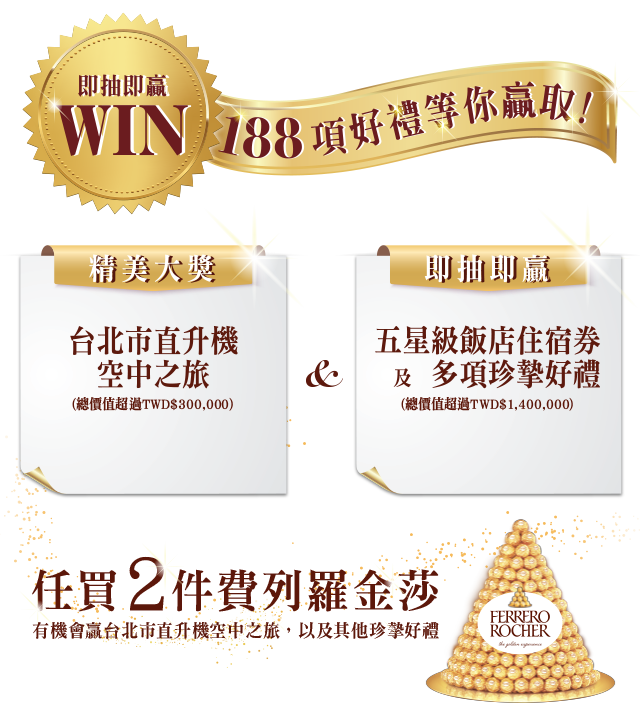 即抽即贏
WIN
188項好禮等你贏取!
精美大獎
台北市直升機
空中之旅
(總價值超過TWD$300,000)
&
即抽即贏
五星級飯店住宿券
及 多項珍摯好禮
(總價值超過TWD$1,400,000)
任買2件費列羅金莎
有機會贏台北市直升機空中之旅，以及其他珍摯好禮
FERRERO
ROCHER
the golden experience